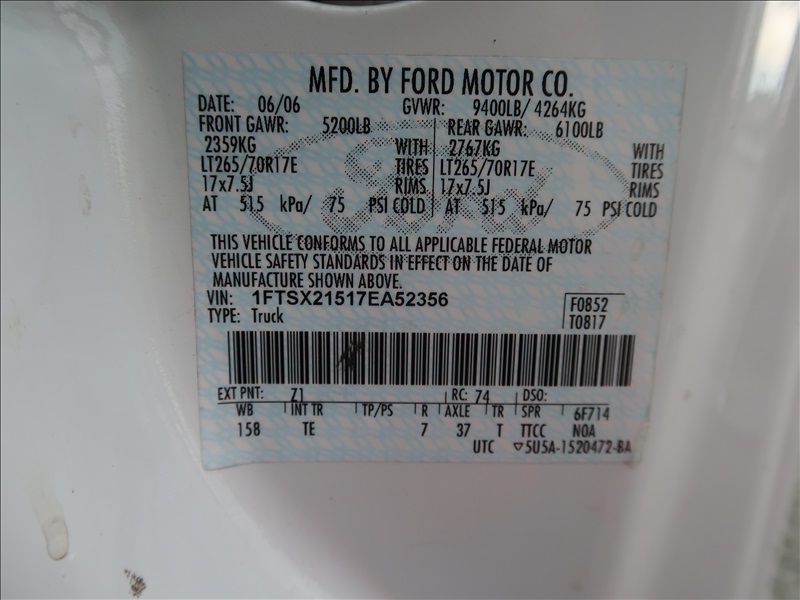 MFD. BY FORD MOTOR CO.
DATE: 06/06 GVWR: 9400LB/ 4264KG
FRONT GAWR: 5200LB REAR GAWR: 6100LB
2359KG WITH 2767KG WITH
LT265/70R17E TIRES LT265/70R17E TIRES
17x7.5J RIMS 17x7.5J RIMS
AT 515 kPa/ 75 PSI COLD AT 515 kPa/ 75 PSI COLD
THIS VEHICLE CONFORMS TO ALL APPLICABLE FEDERAL MOTOR
VEHICLE SAFETY STANDARDS IN EFFECT ON THE DATE OF
MANUFACTURE SHOWN ABOVE.
VIN: 1FTSX21517EA52356 F0852
TYPE: Truck T0817
EXT PNT: Z1 RC: 74 DSO:
WB INT TR TP/PS R AXLE TR SPR 6F714
158 TE 7 37 T TTCC NOA
UTC ▽5U5A-1520472-BA